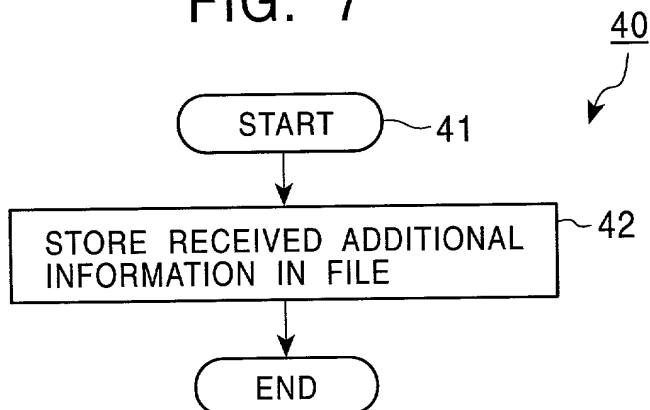 FIG. 7
40
START
41
STORE RECEIVED ADDITIONAL
INFORMATION IN FILE
42
END